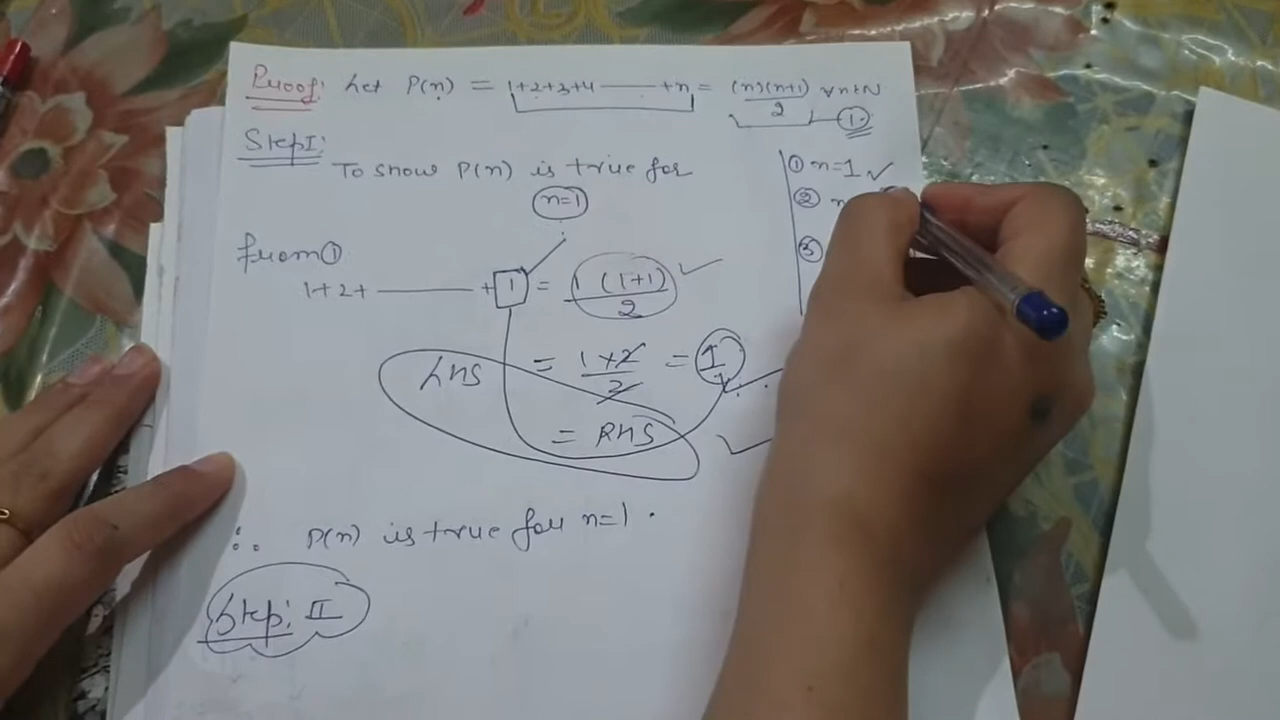 Proof: Let P(n) = 1+2+3+4 ——— +n = (n)(n+1)/2 ∀n∈N
①
Step I:
To show P(n) is true for
n=1
① n=1 ✓
② n
③
from ①
1+2+ ——— + 1 = 1 (1+1)/2 ✓
LHS = 1×2/2 = 1
= RHS
∴ P(n) is true for n=1.
Step: II